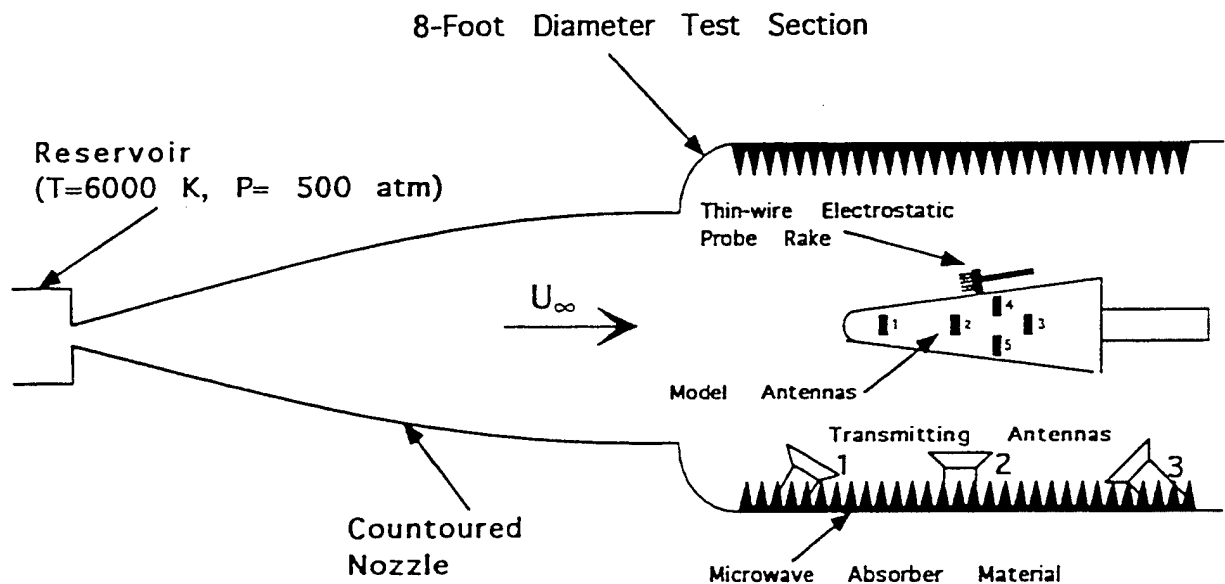 8-Foot Diameter Test Section
Reservoir
(T=6000 K, P= 500 atm)
Thin-wire Electrostatic
Probe Rake
U∞
1
2
4
3
5
Model Antennas
Transmitting Antennas
1
2
3
Countoured
Nozzle
Microwave Absorber Material